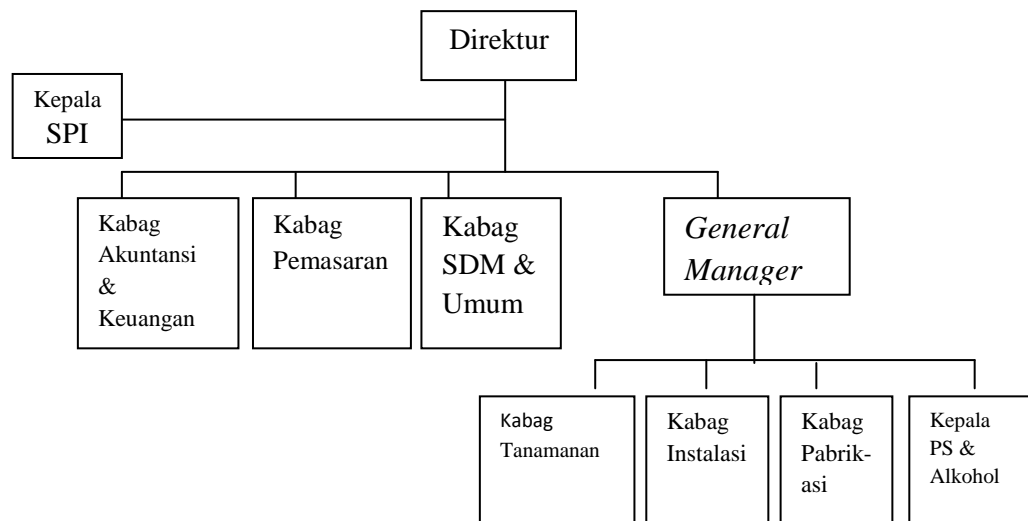 Direktur
Kepala
SPI
Kabag
Akuntansi
&
Keuangan
Kabag
Pemasaran
Kabag
SDM &
Umum
General
Manager
Kabag
Tanamanan
Kabag
Instalasi
Kabag
Pabrik-
asi
Kepala
PS &
Alkohol